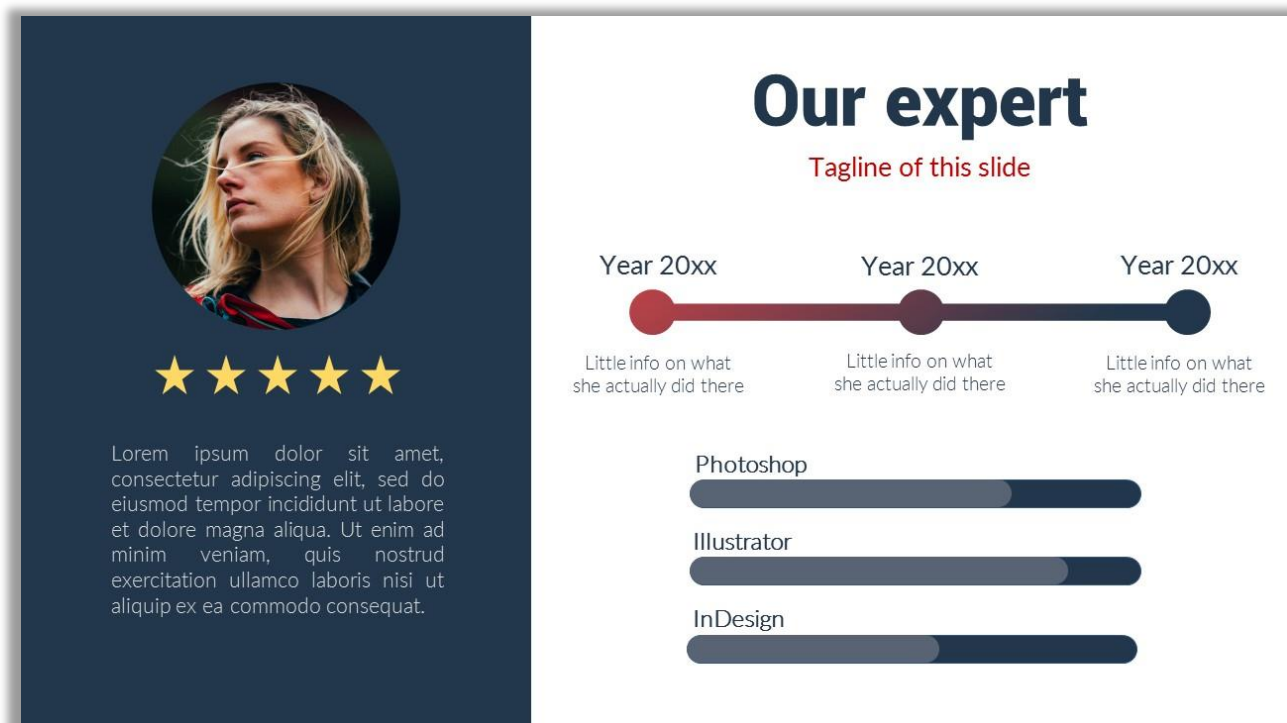 Our expert
Tagline of this slide
Year 20xx
Year 20xx
Year 20xx
Little info on what
she actually did there
Little info on what
she actually did there
Little info on what
she actually did there
Lorem ipsum dolor sit amet,
consectetur adipiscing elit, sed do
eiusmod tempor incididunt ut labore
et dolore magna aliqua. Ut enim ad
minim veniam, quis nostrud
exercitation ullamco laboris nisi ut
aliquip ex ea commodo consequat.
Photoshop
Illustrator
InDesign